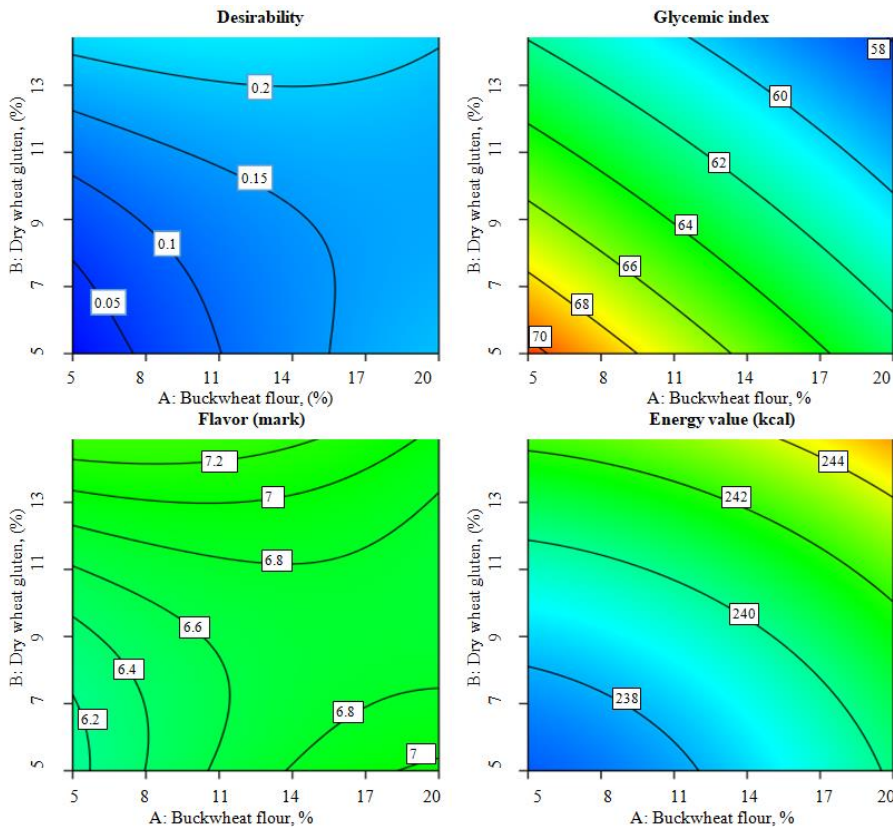 Desirability
B: Dry wheat gluten, (%)
13
11
9
7
5
0.2
0.15
0.1
0.05
5 8 11 14 17 20
A: Buckwheat flour, (%)
Glycemic index
B: Dry wheat gluten, (%)
13
11
9
7
5
58
60
62
64
66
68
70
5 8 11 14 17 20
A: Buckwheat flour, %
Flavor (mark)
B: Dry wheat gluten, (%)
13
11
9
7
5
7.2
7
6.8
6.6
6.4
6.2
6.8
7
5 8 11 14 17 20
A: Buckwheat flour, %
Energy value (kcal)
B: Dry wheat gluten, (%)
13
11
9
7
5
244
242
240
238
5 8 11 14 17 20
A: Buckwheat flour, %